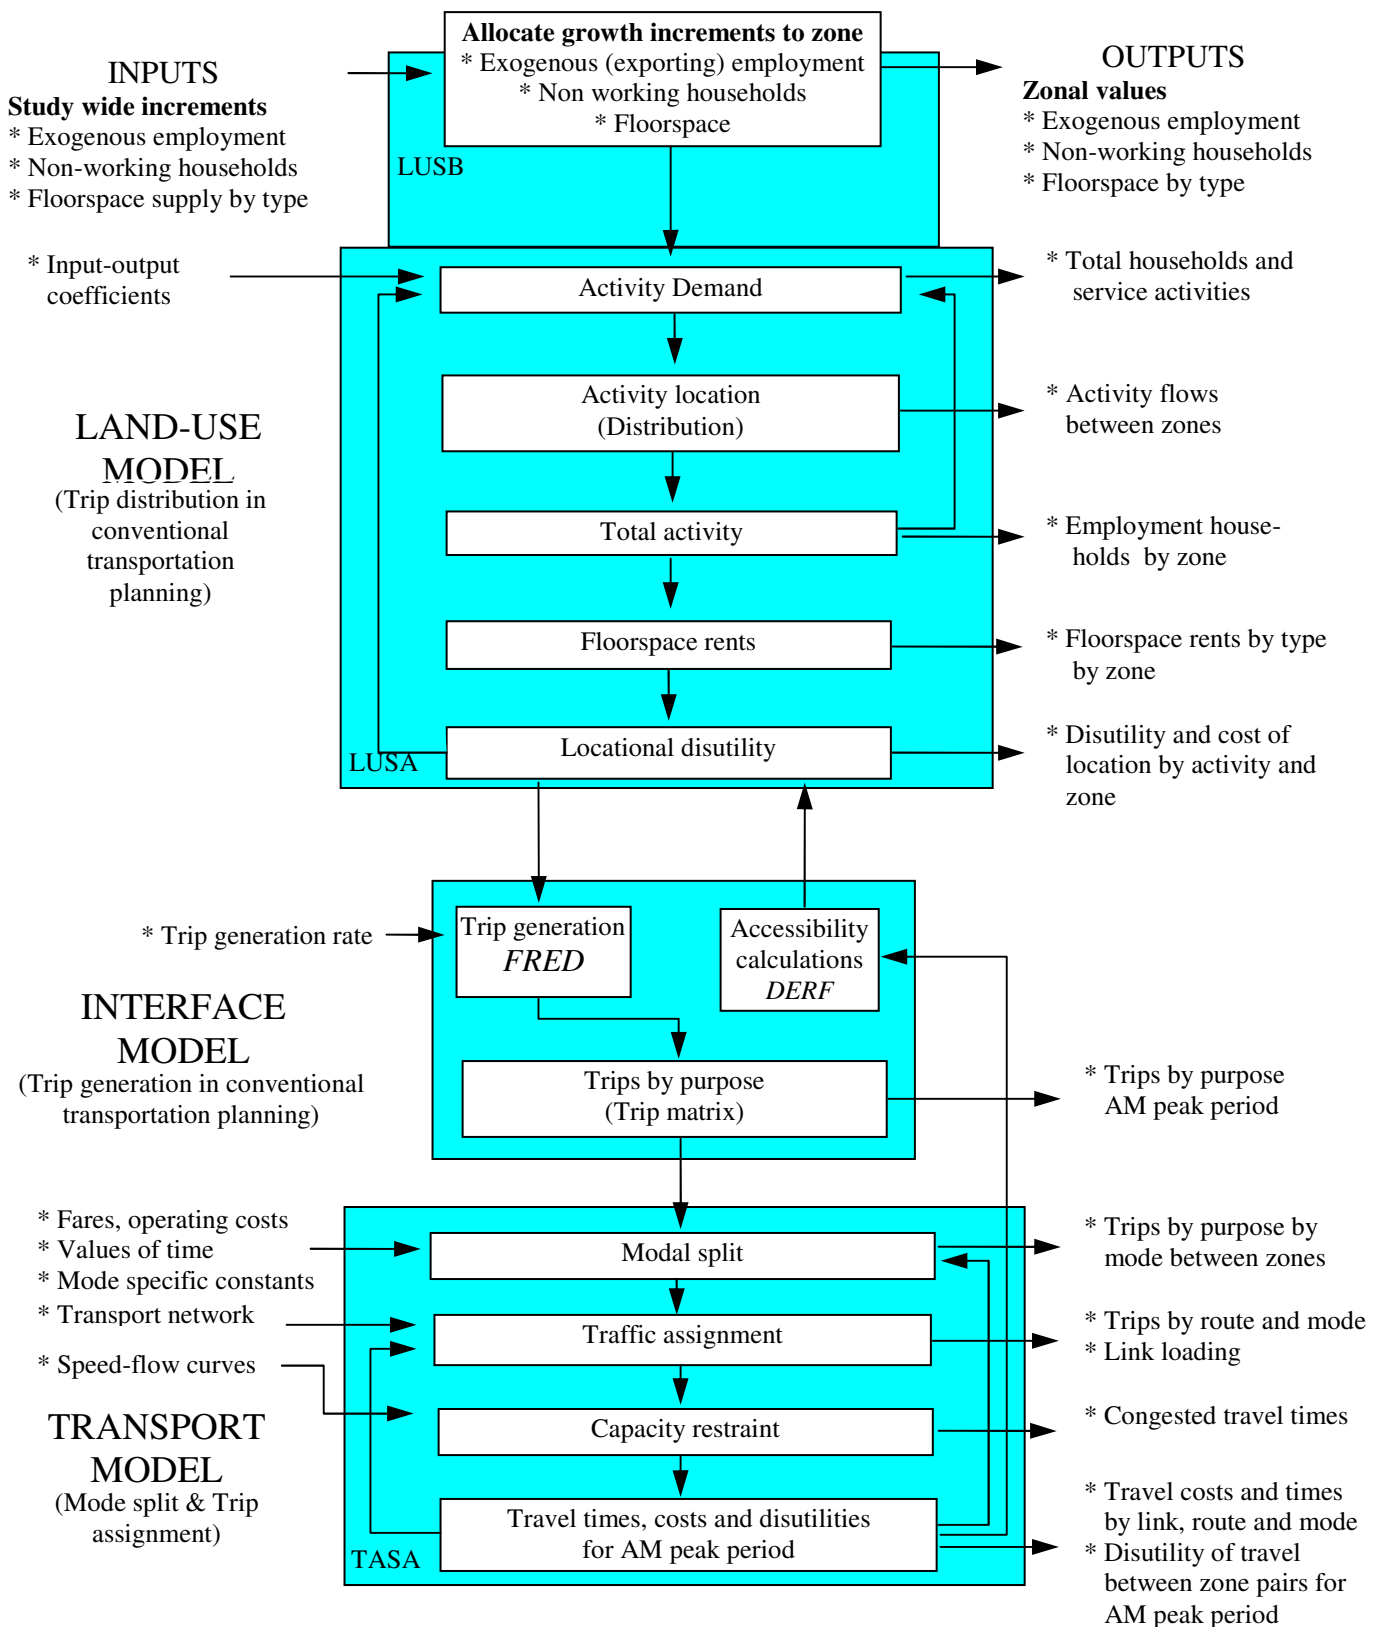 Allocate growth increments to zone
* Exogenous (exporting) employment
* Non working households
* Floorspace
LUSB
INPUTS
Study wide increments
* Exogenous employment
* Non-working households
* Floorspace supply by type
OUTPUTS
Zonal values
* Exogenous employment
* Non-working households
* Floorspace by type
* Input-output
coefficients
Activity Demand
* Total households and
service activities
Activity location
(Distribution)
* Activity flows
between zones
LAND-USE
MODEL
(Trip distribution in
conventional
transportation
planning)
Total activity
* Employment house-
holds by zone
Floorspace rents
* Floorspace rents by type
by zone
Locational disutility
LUSA
* Disutility and cost of
location by activity and
zone
* Trip generation rate
Trip generation
FRED
Accessibility
calculations
DERF
INTERFACE
MODEL
(Trip generation in conventional
transportation planning)
Trips by purpose
(Trip matrix)
* Trips by purpose
AM peak period
* Fares, operating costs
* Values of time
* Mode specific constants
* Transport network
* Speed-flow curves
Modal split
* Trips by purpose by
mode between zones
Traffic assignment
* Trips by route and mode
* Link loading
Capacity restraint
* Congested travel times
TRANSPORT
MODEL
(Mode split & Trip
assignment)
Travel times, costs and disutilities
for AM peak period
TASA
* Travel costs and times
by link, route and mode
* Disutility of travel
between zone pairs for
AM peak period